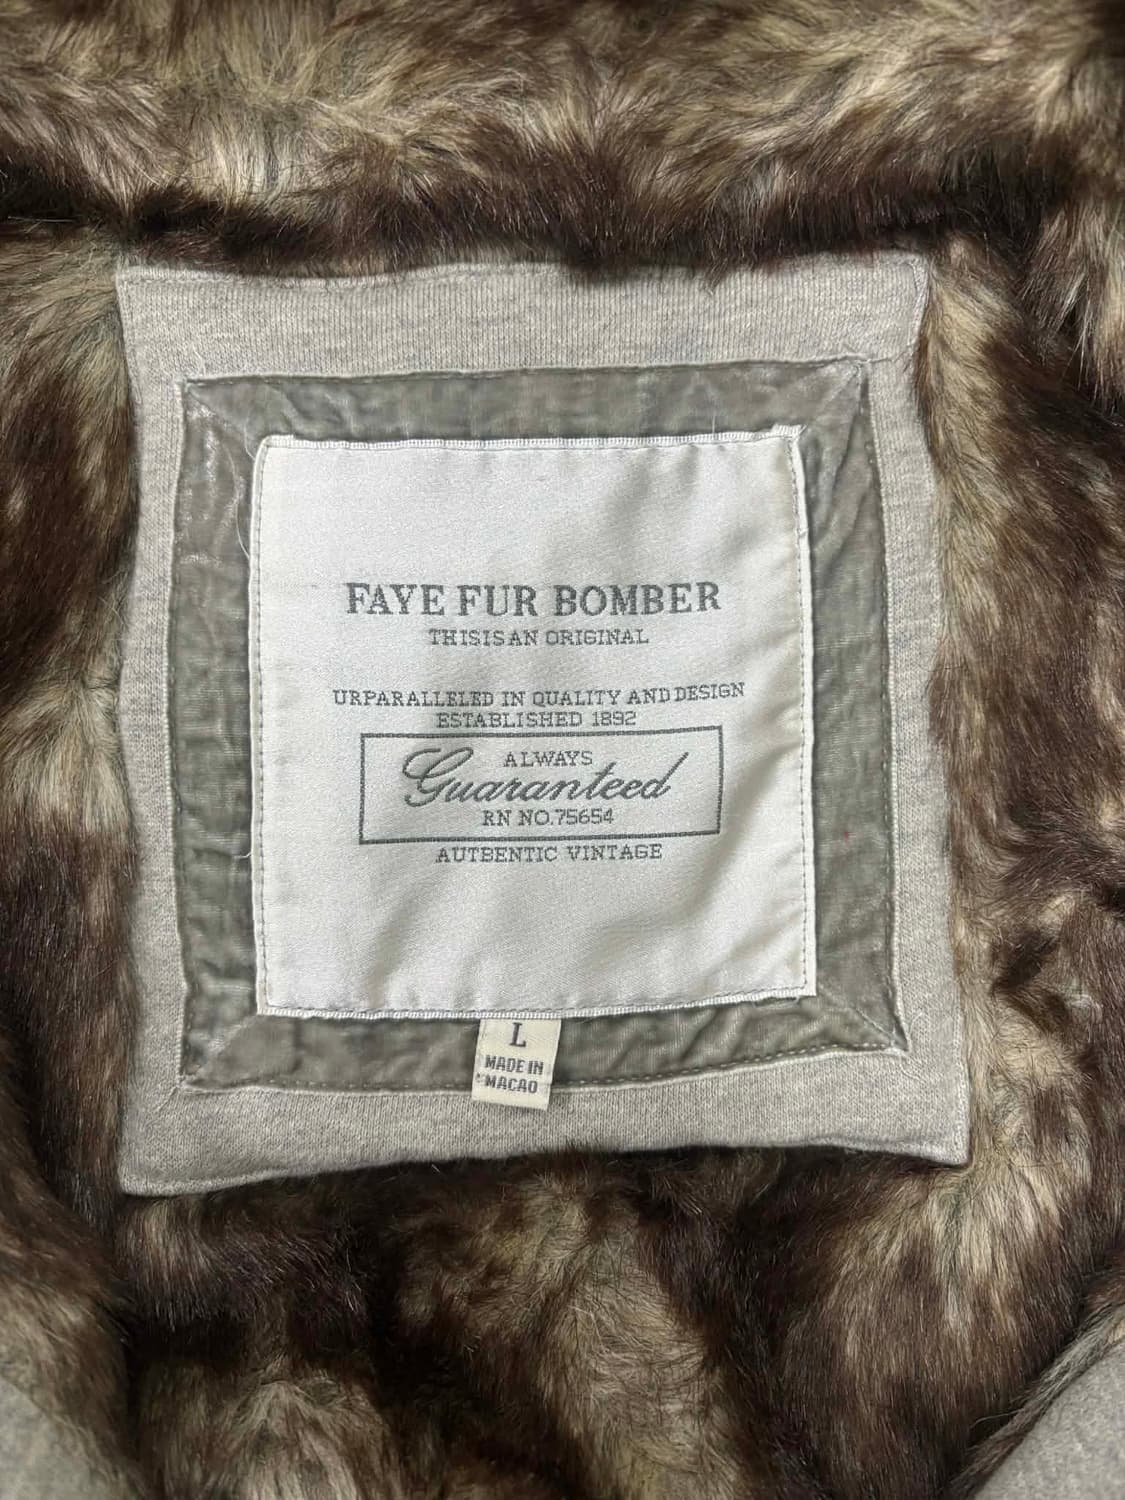 FAYE FUR BOMBER
THISISAN ORIGINAL
URPARALLELED IN QUALITY AND DESIGN
ESTABLISHED 1892
ALWAYS
Guaranteed
RN NO.75654
AUTBENTIC VINTAGE
L
MADE IN
MACAO